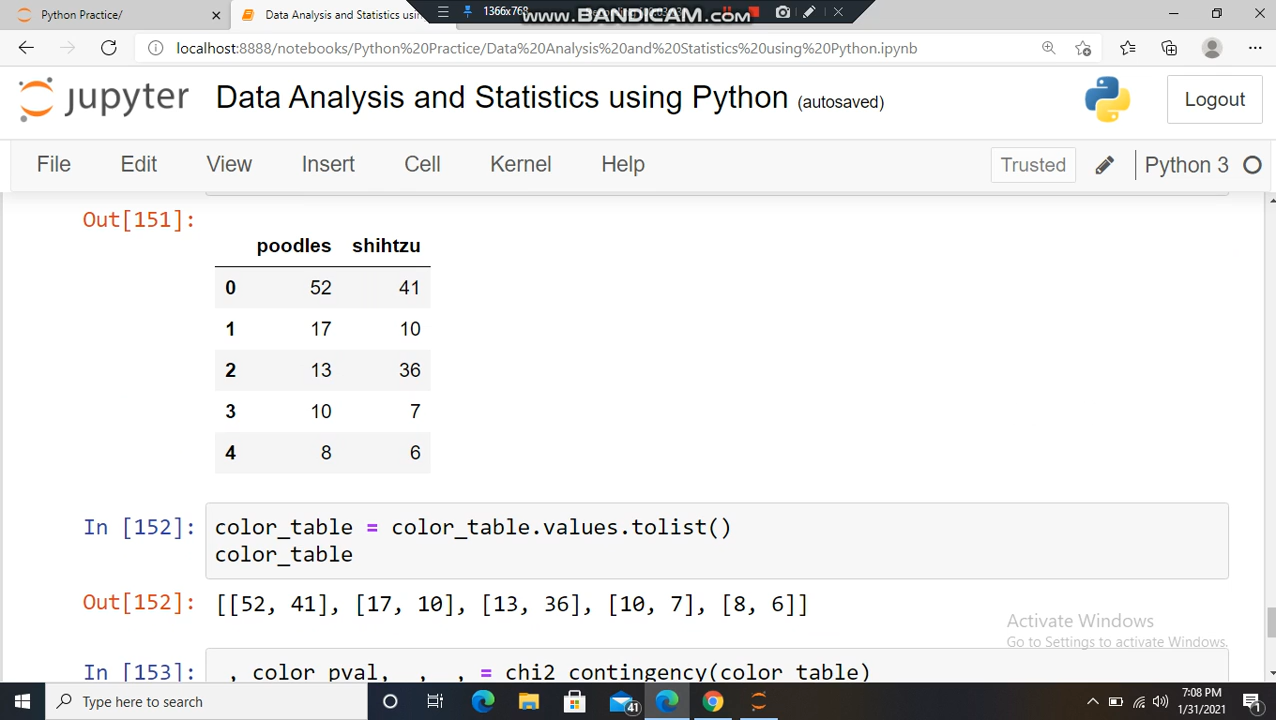 Python Practice/
Data Analysis and Statistics usin
1366x768
www.BANDICAM.com
localhost:8888/notebooks/Python%20Practice/Data%20Analysis%20and%20Statistics%20using%20Python.ipynb
jupyter Data Analysis and Statistics using Python (autosaved)
Logout
File Edit View Insert Cell Kernel Help
Trusted
Python 3
Out[151]:
poodles shihtzu
0 52 41
1 17 10
2 13 36
3 10 7
4 8 6
In [152]: color_table = color_table.values.tolist()
color_table
Out[152]: [[52, 41], [17, 10], [13, 36], [10, 7], [8, 6]]
Activate Windows
Go to Settings to activate Windows.
In [153]: _, color_pval, _, _ = chi2_contingency(color_table)
Type here to search
41
7:08 PM
1/31/2021
1